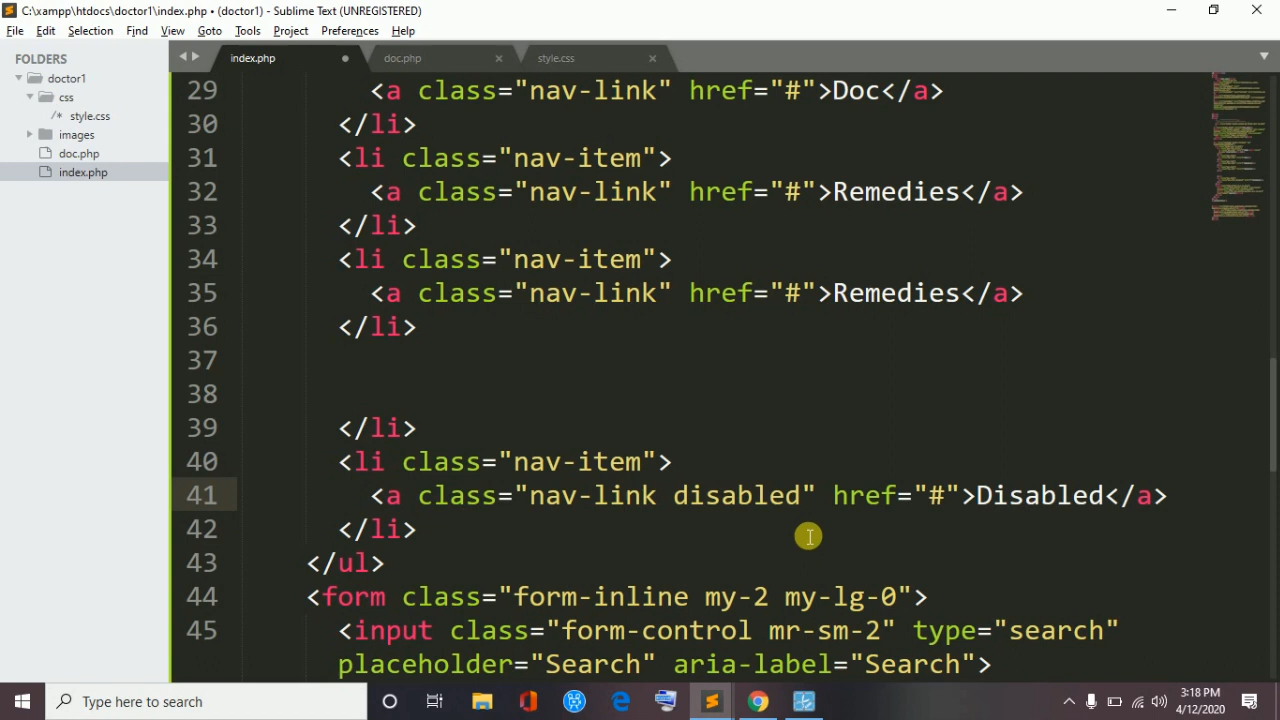 C:\xampp\htdocs\doctor1\index.php • (doctor1) - Sublime Text (UNREGISTERED)
File Edit Selection Find View Goto Tools Project Preferences Help
FOLDERS
doctor1
css
/* style.css
images
doc.php
index.php
index.php doc.php style.css
29 <a class="nav-link" href="#">Doc</a>
30 </li>
31 <li class="nav-item">
32 <a class="nav-link" href="#">Remedies</a>
33 </li>
34 <li class="nav-item">
35 <a class="nav-link" href="#">Remedies</a>
36 </li>
37
38
39 </li>
40 <li class="nav-item">
41 <a class="nav-link disabled" href="#">Disabled</a>
42 </li>
43 </ul>
44 <form class="form-inline my-2 my-lg-0">
45 <input class="form-control mr-sm-2" type="search"
placeholder="Search" aria-label="Search">
Type here to search
3:18 PM
4/12/2020